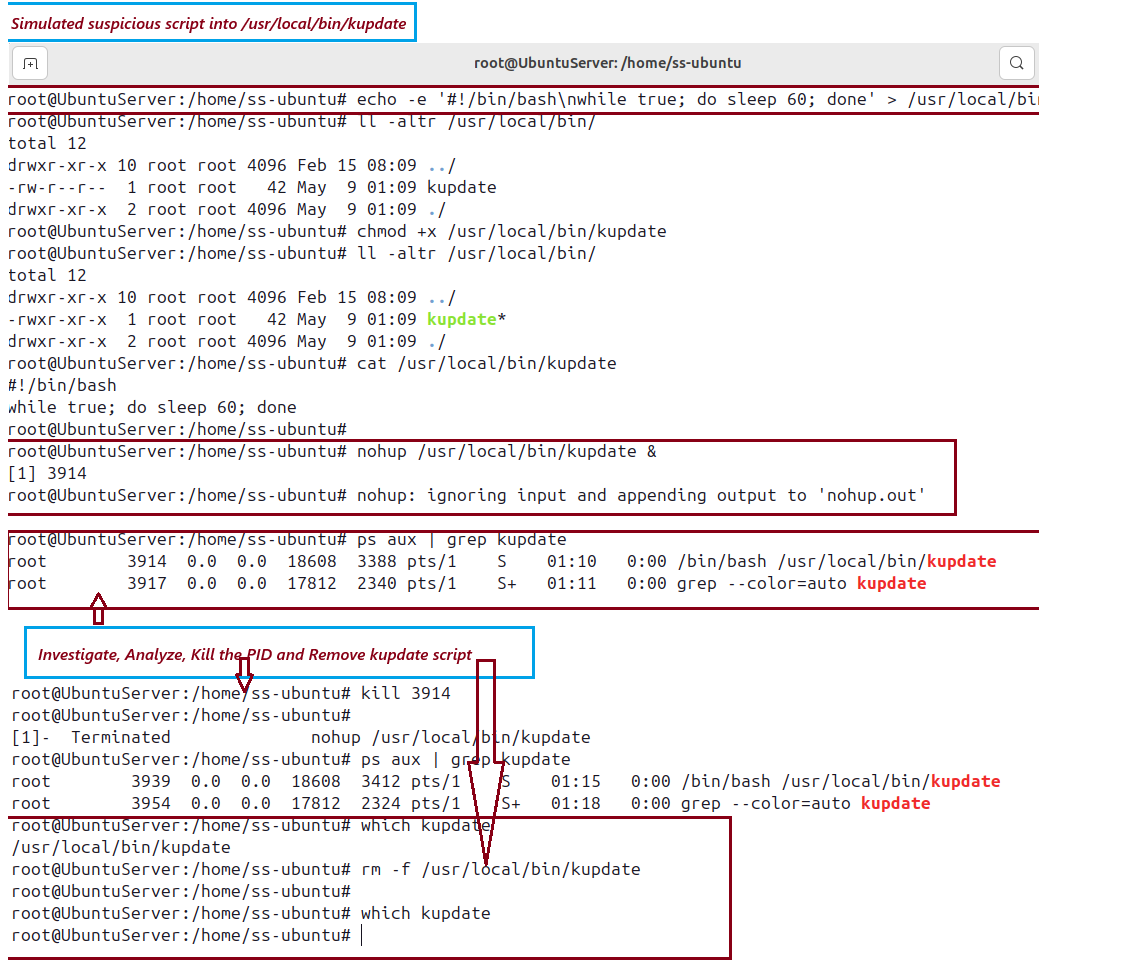 Simulated suspicious script into /usr/local/bin/kupdate
root@UbuntuServer: /home/ss-ubuntu
root@UbuntuServer:/home/ss-ubuntu# echo -e '#!/bin/bash\nwhile true; do sleep 60; done' > /usr/local/bin
root@UbuntuServer:/home/ss-ubuntu# ll -altr /usr/local/bin/
total 12
drwxr-xr-x 10 root root 4096 Feb 15 08:09 ../
-rw-r--r--  1 root root   42 May  9 01:09 kupdate
drwxr-xr-x  2 root root 4096 May  9 01:09 ./
root@UbuntuServer:/home/ss-ubuntu# chmod +x /usr/local/bin/kupdate
root@UbuntuServer:/home/ss-ubuntu# ll -altr /usr/local/bin/
total 12
drwxr-xr-x 10 root root 4096 Feb 15 08:09 ../
-rwxr-xr-x  1 root root   42 May  9 01:09 kupdate*
drwxr-xr-x  2 root root 4096 May  9 01:09 ./
root@UbuntuServer:/home/ss-ubuntu# cat /usr/local/bin/kupdate
#!/bin/bash
while true; do sleep 60; done
root@UbuntuServer:/home/ss-ubuntu#
root@UbuntuServer:/home/ss-ubuntu# nohup /usr/local/bin/kupdate &
[1] 3914
root@UbuntuServer:/home/ss-ubuntu# nohup: ignoring input and appending output to 'nohup.out'
root@UbuntuServer:/home/ss-ubuntu# ps aux | grep kupdate
root        3914  0.0  0.0  18608  3388 pts/1    S    01:10   0:00 /bin/bash /usr/local/bin/kupdate
root        3917  0.0  0.0  17812  2340 pts/1    S+   01:11   0:00 grep --color=auto kupdate
Investigate, Analyze, Kill the PID and Remove kupdate script
root@UbuntuServer:/home/ss-ubuntu# kill 3914
root@UbuntuServer:/home/ss-ubuntu#
[1]-  Terminated              nohup /usr/local/bin/kupdate
root@UbuntuServer:/home/ss-ubuntu# ps aux | grep kupdate
root        3939  0.0  0.0  18608  3412 pts/1    S    01:15   0:00 /bin/bash /usr/local/bin/kupdate
root        3954  0.0  0.0  17812  2324 pts/1    S+   01:18   0:00 grep --color=auto kupdate
root@UbuntuServer:/home/ss-ubuntu# which kupdate
/usr/local/bin/kupdate
root@UbuntuServer:/home/ss-ubuntu# rm -f /usr/local/bin/kupdate
root@UbuntuServer:/home/ss-ubuntu#
root@UbuntuServer:/home/ss-ubuntu# which kupdate
root@UbuntuServer:/home/ss-ubuntu#